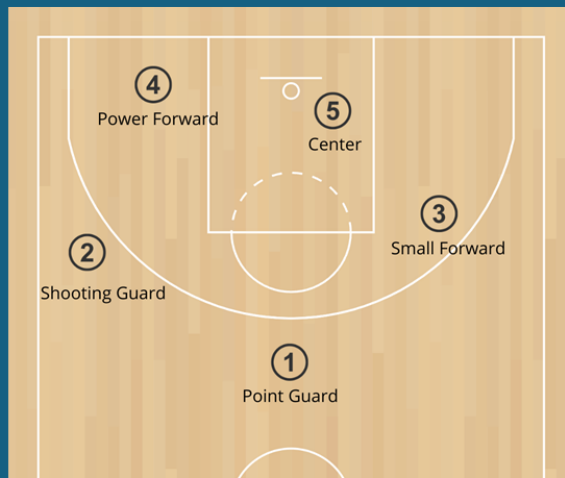 4
Power Forward
5
Center
3
Small Forward
2
Shooting Guard
1
Point Guard